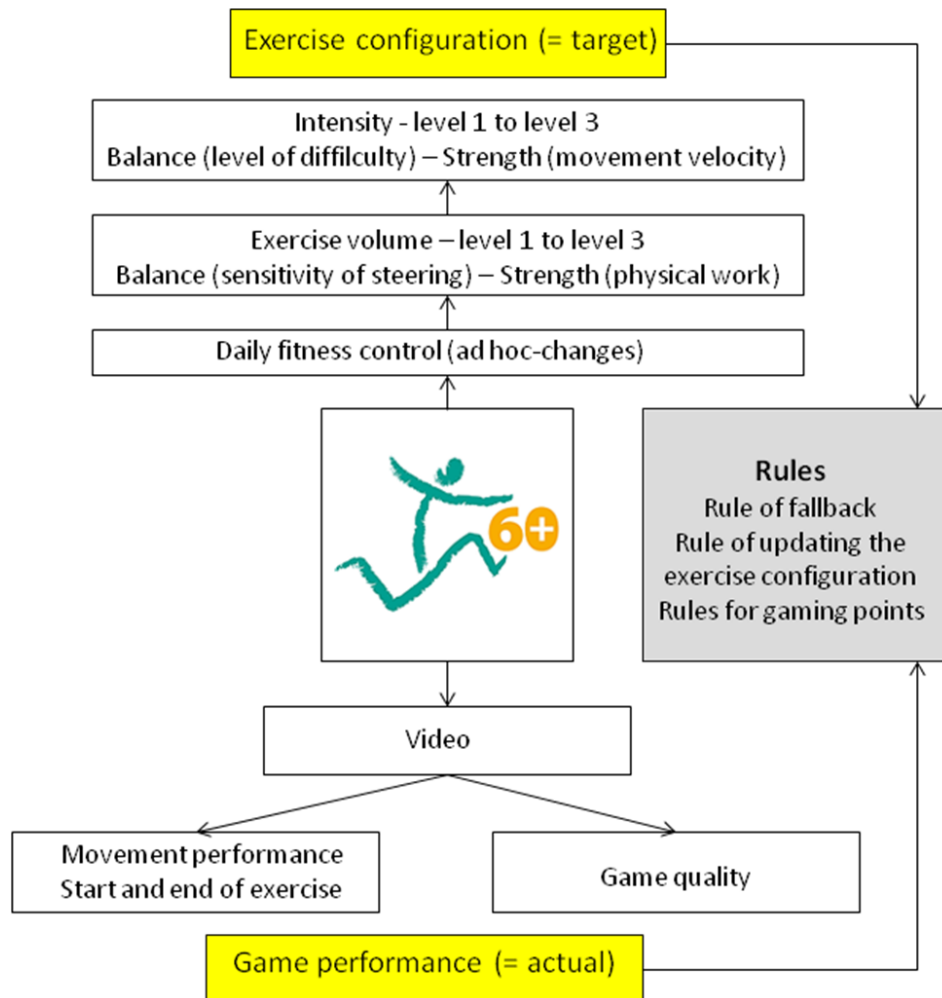 Exercise configuration (= target)
Intensity - level 1 to level 3
Balance (level of diffilculty) – Strength (movement velocity)
Exercise volume – level 1 to level 3
Balance (sensitivity of steering) – Strength (physical work)
Daily fitness control (ad hoc-changes)
60+
Rules
Rule of fallback
Rule of updating the
exercise configuration
Rules for gaming points
Video
Movement performance
Start and end of exercise
Game quality
Game performance (= actual)